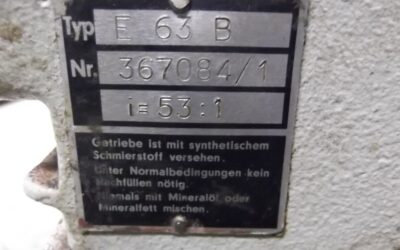 Typ E 63 B
Nr. 367084/1
i=53:1
Getriebe ist mit synthetischem
Schmierstoff versehen.
Unter Normalbedingungen kein
Nachfüllen nötig.
Niemals mit Mineralöl oder
Mineralfett mischen.